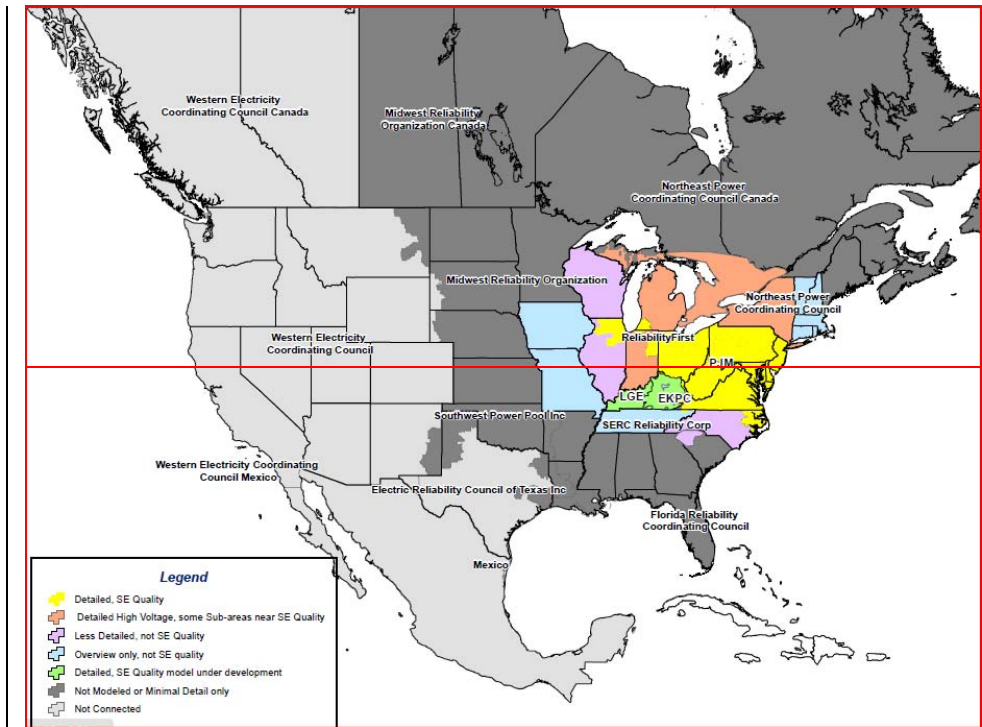 Western Electricity
Coordinating Council Canada
Midwest Reliability
Organization Canada
Northeast Power
Coordinating Council Canada
Midwest Reliability Organization
Northeast Power
Coordinating Council
Western Electricity
Coordinating Council
ReliabilityFirst
PJM
LGE
EKPC
Southwest Power Pool Inc
SERC Reliability Corp
Western Electricity Coordinating
Council Mexico
Electric Reliability Council of Texas Inc
Florida Reliability
Coordinating Council
Mexico
Legend
Detailed, SE Quality
Detailed High Voltage, some Sub-areas near SE Quality
Less Detailed, not SE Quality
Overview only, not SE quality
Detailed, SE Quality model under development
Not Modeled or Minimal Detail only
Not Connected